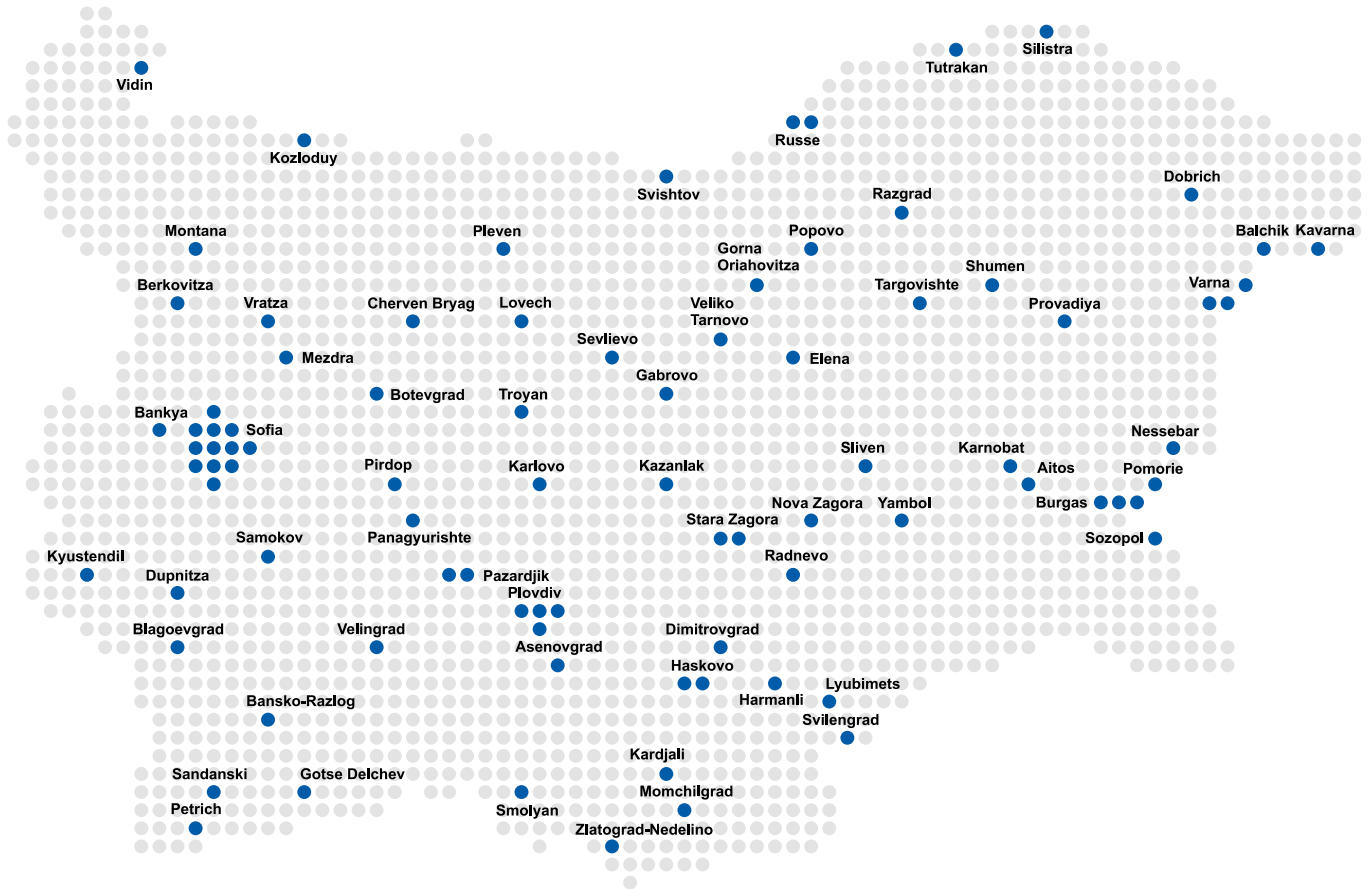 Silistra
Tutrakan
Vidin
Russe
Kozloduy
Dobrich
Svishtov
Razgrad
Montana
Pleven
Popovo
Balchik
Kavarna
Gorna
Oriahovitza
Shumen
Berkovitza
Targovishte
Varna
Vratza
Cherven Bryag
Lovech
Veliko
Tarnovo
Provadiya
Sevlievo
Mezdra
Elena
Gabrovo
Botevgrad
Troyan
Bankya
Sofia
Nessebar
Sliven
Karnobat
Pirdop
Karlovo
Kazanlak
Aitos
Pomorie
Nova Zagora
Yambol
Burgas
Stara Zagora
Samokov
Panagyurishte
Sozopol
Kyustendil
Radnevo
Dupnitza
Pazardjik
Plovdiv
Blagoevgrad
Velingrad
Dimitrovgrad
Asenovgrad
Haskovo
Lyubimets
Bansko-Razlog
Harmanli
Svilengrad
Kardjali
Sandanski
Gotse Delchev
Momchilgrad
Petrich
Smolyan
Zlatograd-Nedelino